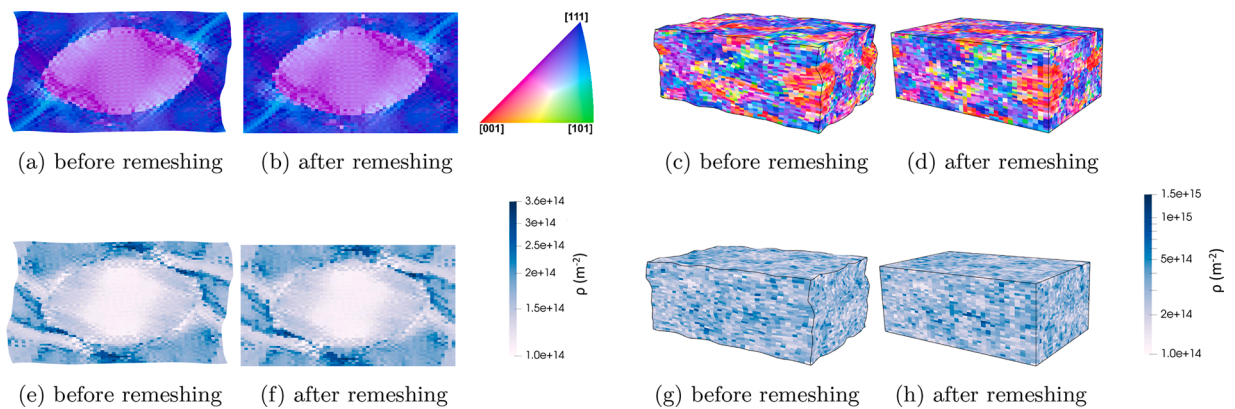 [111]
[001] [101]
(a) before remeshing (b) after remeshing (c) before remeshing (d) after remeshing
3.6e+14
3e+14
2.5e+14
2e+14
1.5e+14
1.0e+14
ρ (m⁻²)
1.5e+15
1e+15
5e+14
2e+14
1.0e+14
ρ (m⁻²)
(e) before remeshing (f) after remeshing (g) before remeshing (h) after remeshing